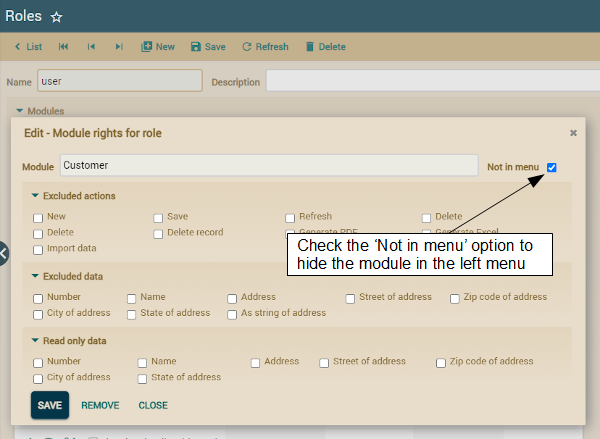 Roles
List New Save Refresh Delete
Name user Description
Modules
Edit - Module rights for role
Module Customer Not in menu
Excluded actions
New Save Refresh Delete
Delete Delete record Generate PDF Generate Excel
Import data
Check the ‘Not in menu’ option to
hide the module in the left menu
Excluded data
Number Name Address Street of address Zip code of address
City of address State of address As string of address
Read only data
Number Name Address Street of address Zip code of address
City of address State of address
SAVE REMOVE CLOSE